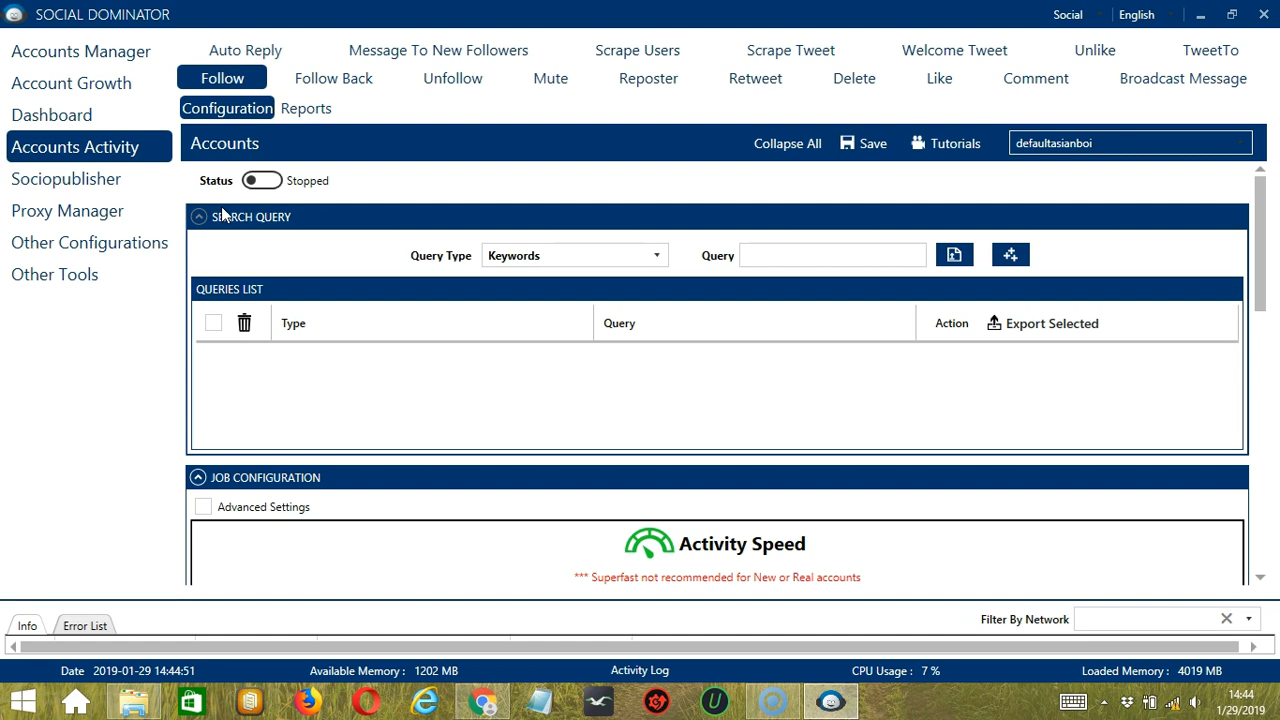 SOCIAL DOMINATOR Social English
Accounts Manager
Account Growth
Dashboard
Accounts Activity
Sociopublisher
Proxy Manager
Other Configurations
Other Tools
Auto Reply Message To New Followers Scrape Users Scrape Tweet Welcome Tweet Unlike TweetTo
Follow Follow Back Unfollow Mute Reposter Retweet Delete Like Comment Broadcast Message
Configuration Reports
Accounts Collapse All Save Tutorials defaultasianboi
Status Stopped
SEARCH QUERY
Query Type Keywords Query
QUERIES LIST
Type Query Action Export Selected
JOB CONFIGURATION
Advanced Settings
Activity Speed
*** Superfast not recommended for New or Real accounts
Info Error List Filter By Network
Date 2019-01-29 14:44:51 Available Memory : 1202 MB Activity Log CPU Usage : 7 % Loaded Memory : 4019 MB
14:44
1/29/2019